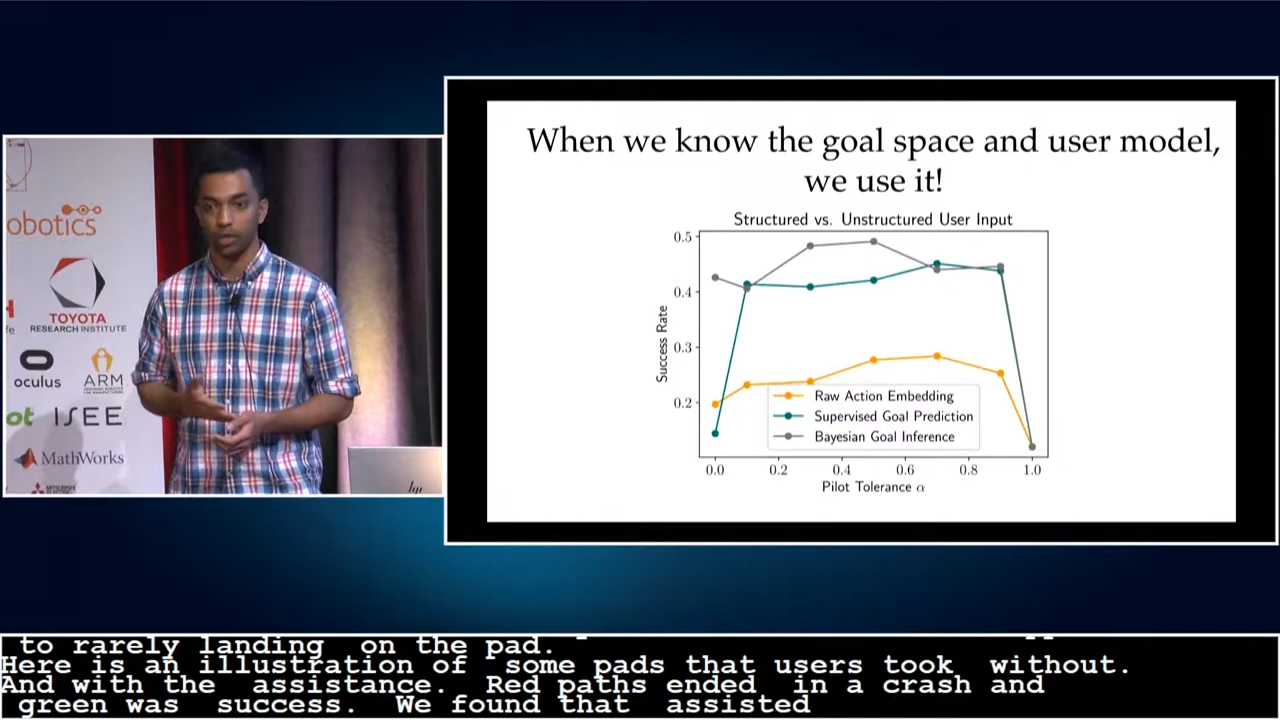 obotics
TOYOTA
RESEARCH INSTITUTE
oculus
ARM
ot
ISEE
MathWorks
hp
When we know the goal space and user model,
we use it!
Structured vs. Unstructured User Input
0.5
0.4
0.3
0.2
Success Rate
Raw Action Embedding
Supervised Goal Prediction
Bayesian Goal Inference
0.0 0.2 0.4 0.6 0.8 1.0
Pilot Tolerance α
to rarely landing on the pad.
Here is an illustration of some pads that users took without.
And with the assistance. Red paths ended in a crash and
green was success. We found that assisted